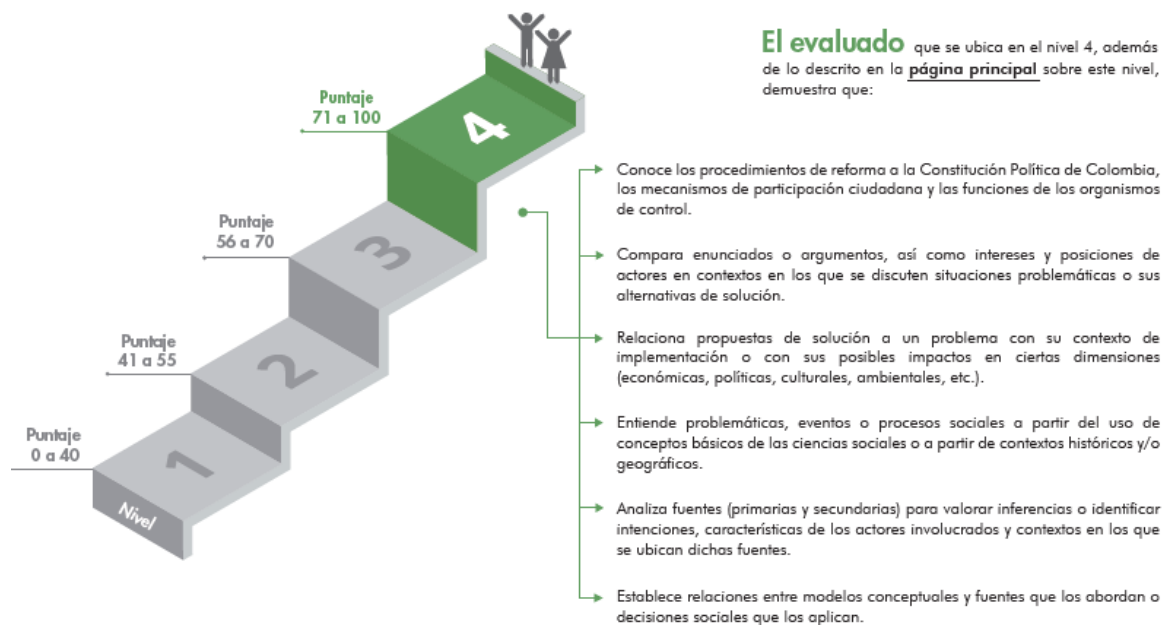 El evaluado que se ubica en el nivel 4, además
de lo descrito en la página principal sobre este nivel,
demuestra que:
Puntaje
71 a 100
4
Puntaje
56 a 70
3
Puntaje
41 a 55
2
Puntaje
0 a 40
1
Nivel
Conoce los procedimientos de reforma a la Constitución Política de Colombia,
los mecanismos de participación ciudadana y las funciones de los organismos
de control.
Compara enunciados o argumentos, así como intereses y posiciones de
actores en contextos en los que se discuten situaciones problemáticas o sus
alternativas de solución.
Relaciona propuestas de solución a un problema con su contexto de
implementación o con sus posibles impactos en ciertas dimensiones
(económicas, políticas, culturales, ambientales, etc.).
Entiende problemáticas, eventos o procesos sociales a partir del uso de
conceptos básicos de las ciencias sociales o a partir de contextos históricos y/o
geográficos.
Analiza fuentes (primarias y secundarias) para valorar inferencias o identificar
intenciones, características de los actores involucrados y contextos en los que
se ubican dichas fuentes.
Establece relaciones entre modelos conceptuales y fuentes que los abordan o
decisiones sociales que los aplican.